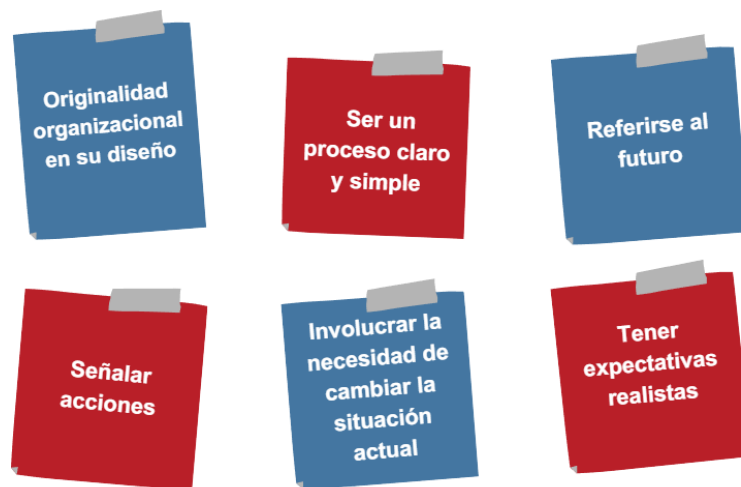 Originalidad
organizacional
en su diseño
Ser un
proceso claro
y simple
Referirse al
futuro
Señalar
acciones
Involucrar la
necesidad de
cambiar la
situación
actual
Tener
expectativas
realistas